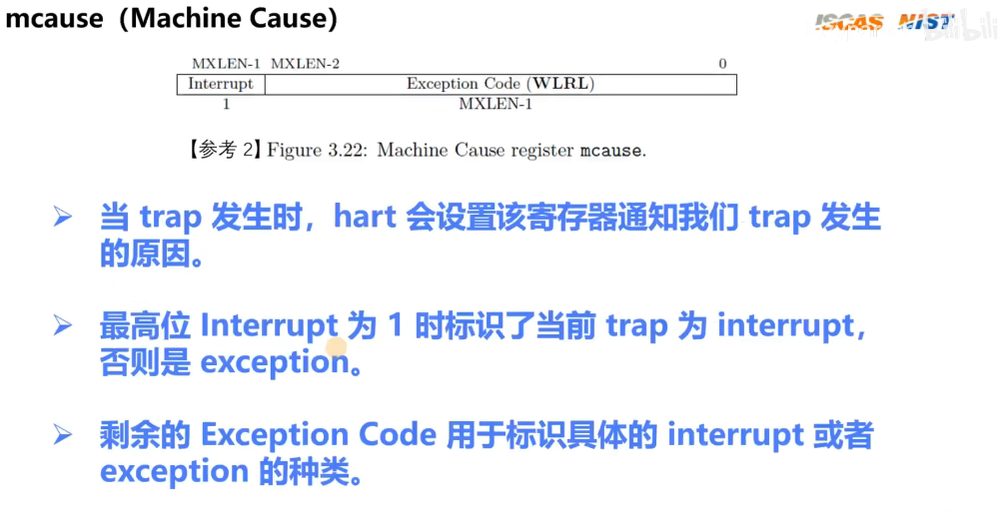 mcause（Machine Cause）
ISCAS MIST
bilibili
MXLEN-1 MXLEN-2 0
Interrupt Exception Code (WLRL)
1 MXLEN-1
【参考 2】Figure 3.22: Machine Cause register mcause.
➢ 当 trap 发生时，hart 会设置该寄存器通知我们 trap 发生
的原因。
➢ 最高位 Interrupt 为 1 时标识了当前 trap 为 interrupt，
否则是 exception。
➢ 剩余的 Exception Code 用于标识具体的 interrupt 或者
exception 的种类。